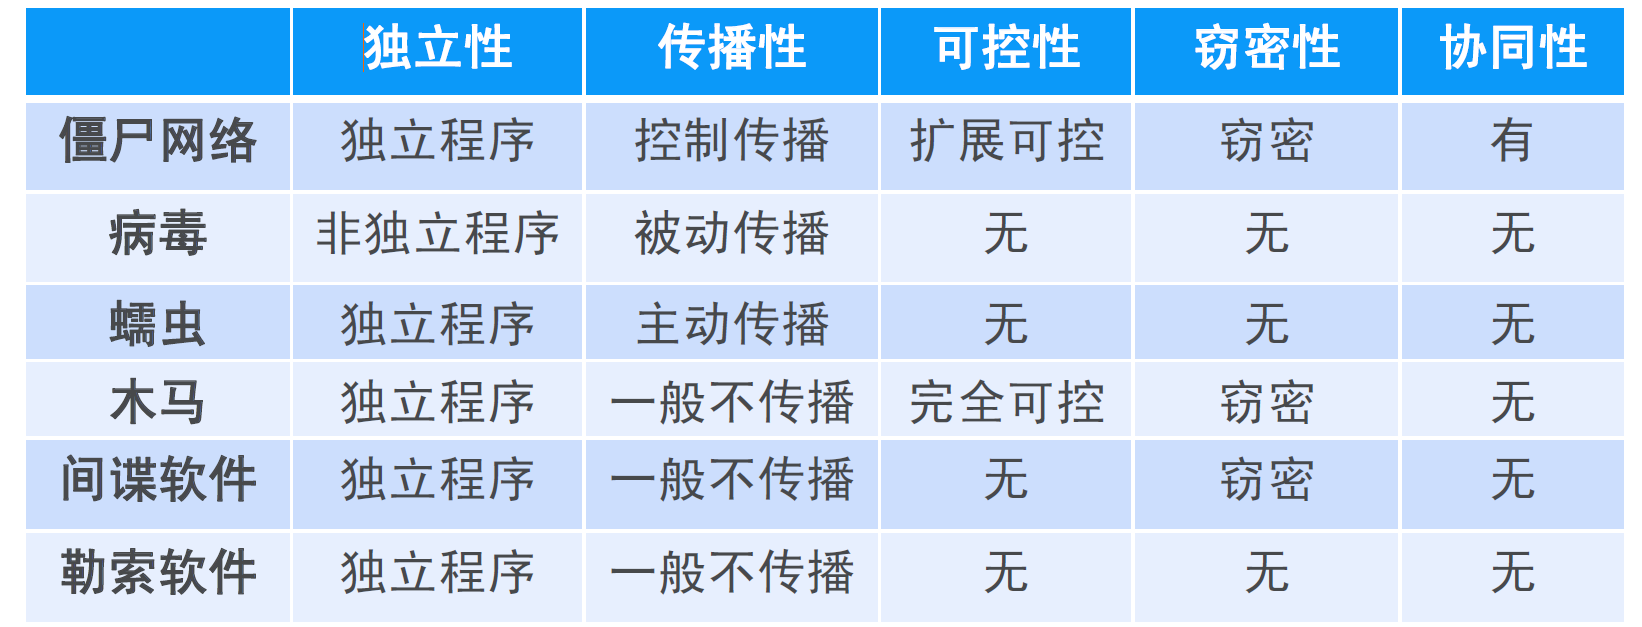 独立性 传播性 可控性 窃密性 协同性
僵尸网络 独立程序 控制传播 扩展可控 窃密 有
病毒 非独立程序 被动传播 无 无 无
蠕虫 独立程序 主动传播 无 无 无
木马 独立程序 一般不传播 完全可控 窃密 无
间谍软件 独立程序 一般不传播 无 窃密 无
勒索软件 独立程序 一般不传播 无 无 无